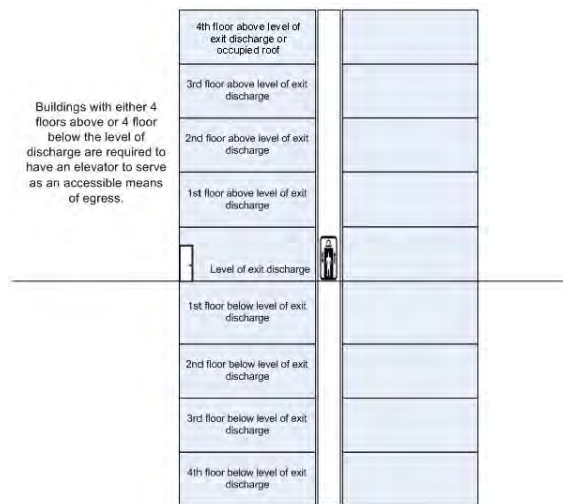 4th floor above level of
exit discharge or
occupied roof
3rd floor above level of exit
discharge
Buildings with either 4
floors above or 4 floor
below the level of
discharge are required to
have an elevator to serve
as an accessible means
of egress.
2nd floor above level of exit
discharge
1st floor above level of exit
discharge
Level of exit discharge
1st floor below level of exit
discharge
2nd floor below level of exit
discharge
3rd floor below level of exit
discharge
4th floor below level of exit
discharge